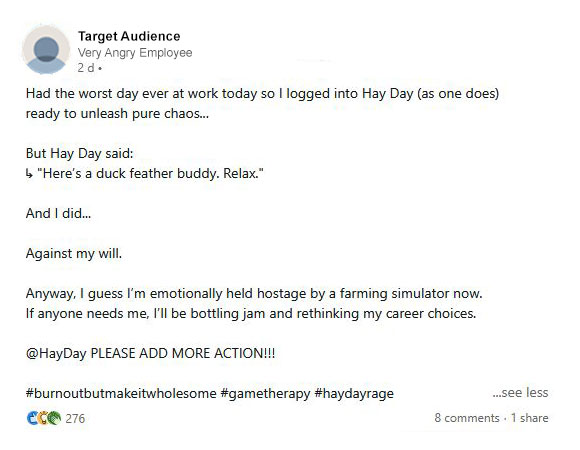 Target Audience
Very Angry Employee
2 d •
Had the worst day ever at work today so I logged into Hay Day (as one does)
ready to unleash pure chaos...
But Hay Day said:
↳ "Here's a duck feather buddy. Relax."
And I did...
Against my will.
Anyway, I guess I'm emotionally held hostage by a farming simulator now.
If anyone needs me, I'll be bottling jam and rethinking my career choices.
@HayDay PLEASE ADD MORE ACTION!!!
#burnoutbutmakeitwholesome #gametherapy #haydayrage ...see less
276 8 comments · 1 share